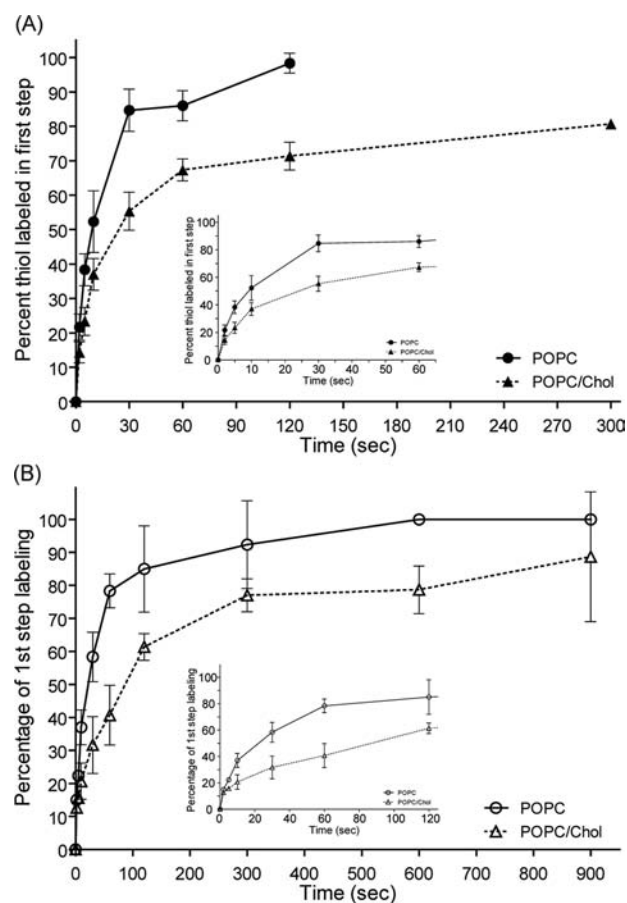 (A)
Percent thiol labeled in first step
100
90
80
70
60
50
40
30
20
10
0
Percent thiol labeled in first step
100
80
60
40
20
0
POPC
POPC/Chol
0 10 20 30 40 50 60
Time (sec)
POPC
POPC/Chol
0 30 60 90 120 150 180 210 240 270 300
Time (sec)
(B)
Percentage of 1st step labeling
100
90
80
70
60
50
40
30
20
10
0
Percentage of 1st step labeling
100
80
60
40
20
0
POPC
POPC/Chol
0 20 40 60 80 100 120
Time (sec)
POPC
POPC/Chol
0 100 200 300 400 500 600 700 800 900
Time (sec)